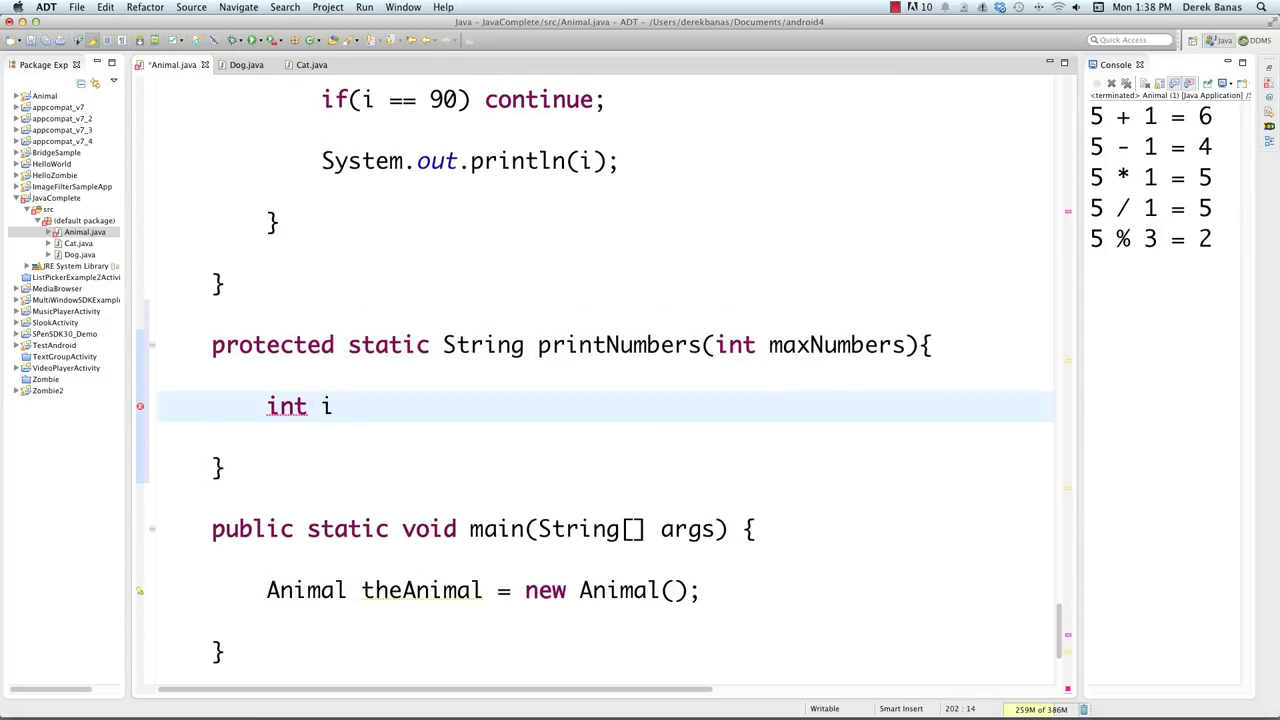 ADT File Edit Refactor Source Navigate Search Project Run Window Help 10 Mon 1:38 PM Derek Banas
Java - JavaComplete/src/Animal.java - ADT - /Users/derekbanas/Documents/android4
Quick Access Java DDMS
Package Exp
*Animal.java Dog.java Cat.java
Console
<terminated> Animal (1) [Java Application] /S
Animal
appcompat_v7
appcompat_v7_2
appcompat_v7_3
appcompat_v7_4
BridgeSample
HelloWorld
HelloZombie
ImageFilterSampleApp
JavaComplete
src
(default package)
Animal.java
Cat.java
Dog.java
JRE System Library [Ja
ListPickerExample2Activi
MediaBrowser
MultiWindowSDKExample
MusicPlayerActivity
SlookActivity
SPenSDK30_Demo
TestAndroid
TextGroupActivity
VideoPlayerActivity
Zombie
Zombie2
if(i == 90) continue;
System.out.println(i);
}
}
protected static String printNumbers(int maxNumbers){
int i
}
public static void main(String[] args) {
Animal theAnimal = new Animal();
}
5 + 1 = 6
5 - 1 = 4
5 * 1 = 5
5 / 1 = 5
5 % 3 = 2
Writable Smart Insert 202 : 14 259M of 386M